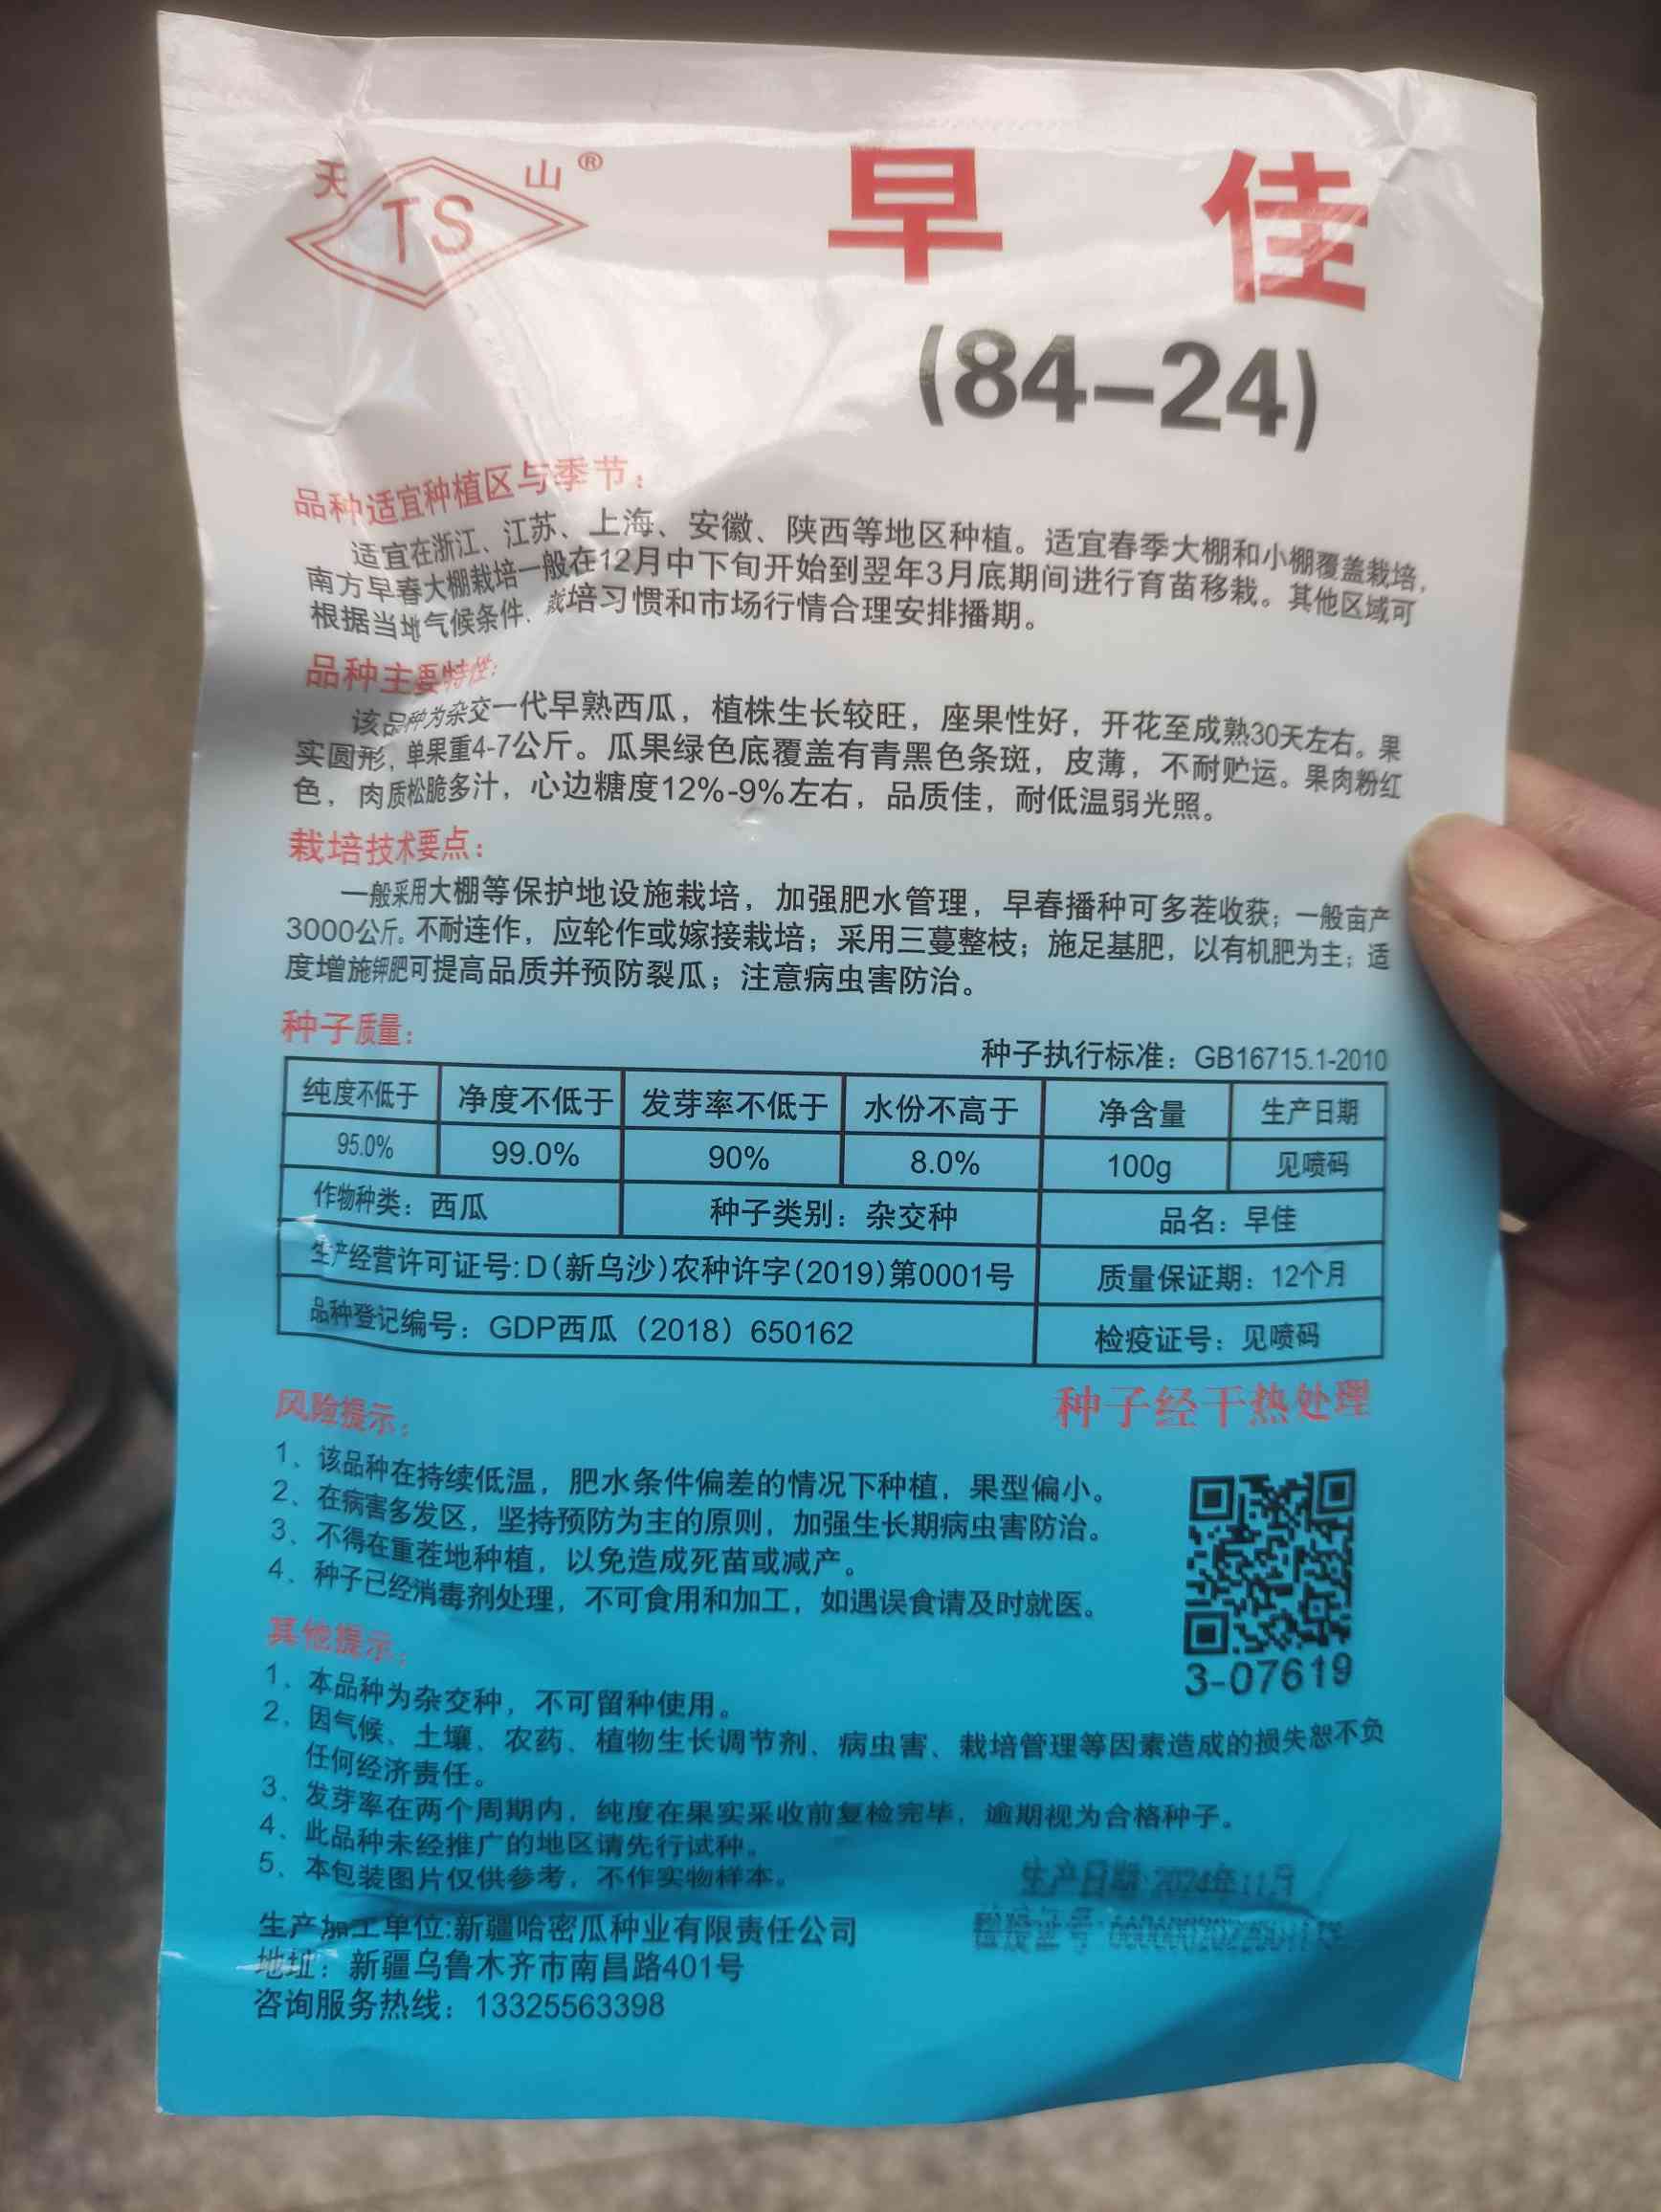 天 山 ®
TS
早 佳
(84-24)
品种适宜种植区与季节：
适宜在浙江、江苏、上海、安徽、陕西等地区种植。适宜春季大棚和小棚覆盖栽培，
南方早春大棚栽培一般在12月中下旬开始到翌年3月底期间进行育苗移栽。其他区域可
根据当地气候条件、栽培习惯和市场行情合理安排播期。
品种主要特性：
该品种为杂交一代早熟西瓜，植株生长较旺，座果性好，开花至成熟30天左右。果
实圆形，单果重4-7公斤。瓜果绿色底覆盖有青黑色条斑，皮薄，不耐贮运。果肉粉红
色，肉质松脆多汁，心边糖度12%-9%左右，品质佳，耐低温弱光照。
栽培技术要点：
一般采用大棚等保护地设施栽培，加强肥水管理，早春播种可多茬收获；一般亩产
3000公斤。不耐连作，应轮作或嫁接栽培；采用三蔓整枝；施足基肥，以有机肥为主；适
度增施钾肥可提高品质并预防裂瓜；注意病虫害防治。
种子质量：
种子执行标准：GB16715.1-2010
纯度不低于 净度不低于 发芽率不低于 水份不高于 净含量 生产日期
95.0% 99.0% 90% 8.0% 100g 见喷码
作物种类：西瓜 种子类别：杂交种 品名：早佳
生产经营许可证号:D(新乌沙)农种许字(2019)第0001号 质量保证期：12个月
品种登记编号：GDP西瓜（2018）650162 检疫证号：见喷码
风险提示：
种子经干热处理
1、该品种在持续低温，肥水条件偏差的情况下种植，果型偏小。
2、在病害多发区，坚持预防为主的原则，加强生长期病虫害防治。
3、不得在重茬地种植，以免造成死苗或减产。
4、种子已经消毒剂处理，不可食用和加工，如遇误食请及时就医。
3-07619
其他提示：
1、本品种为杂交种，不可留种使用。
2、因气候、土壤、农药、植物生长调节剂、病虫害、栽培管理等因素造成的损失恕不负
任何经济责任。
3、发芽率在两个周期内，纯度在果实采收前复检完毕，逾期视为合格种子。
4、此品种未经推广的地区请先行试种。
5、本包装图片仅供参考，不作实物样本。
生产日期:2024年11月
检疫证号:
生产加工单位:新疆哈密瓜种业有限责任公司
地址：新疆乌鲁木齐市南昌路401号
咨询服务热线：13325563398